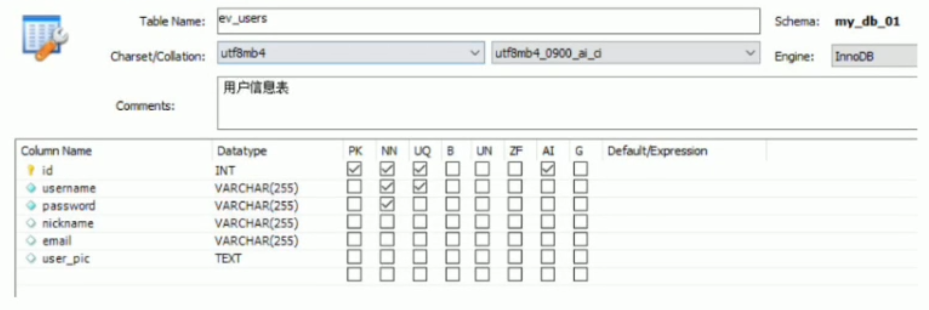 Table Name: ev_users Schema: my_db_01
Charset/Collation: utf8mb4 utf8mb4_0900_ai_ci Engine: InnoDB
Comments: 用户信息表
Column Name Datatype PK NN UQ B UN ZF AI G Default/Expression
id INT
username VARCHAR(255)
password VARCHAR(255)
nickname VARCHAR(255)
email VARCHAR(255)
user_pic TEXT